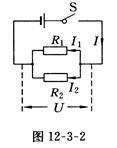 S
R₁ I₁ I
R₂ I₂
U
图 12-3-2